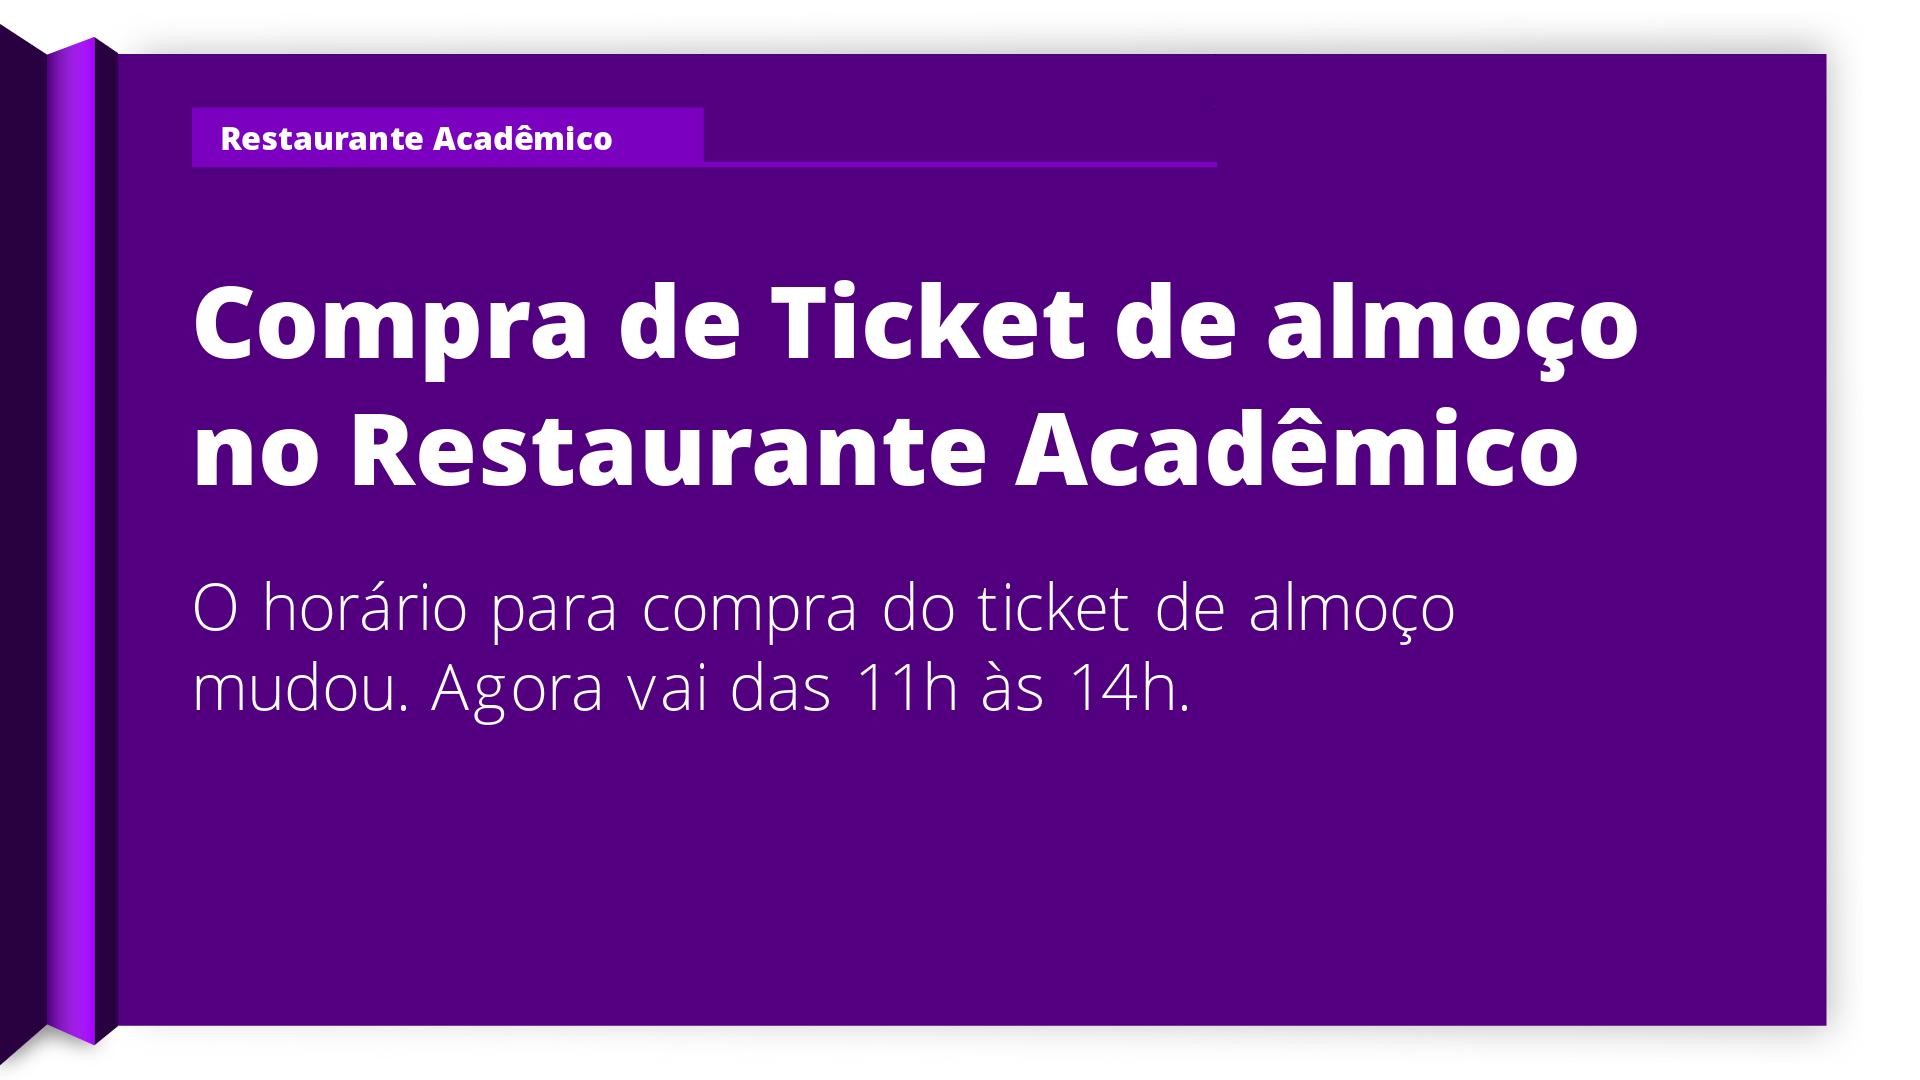 Restaurante Acadêmico
Compra de Ticket de almoço
no Restaurante Acadêmico
O horário para compra do ticket de almoço
mudou. Agora vai das 11h às 14h.